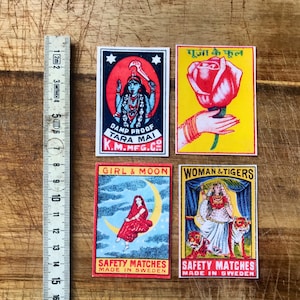 DAMP PROOF
TARA MAI
K.M.MFG.Co
पूजा के फूल
GIRL & MOON
SAFETY MATCHES
MADE IN SWEDEN
WOMAN & TIGERS
SAFETY MATCHES
MADE IN SWEDEN